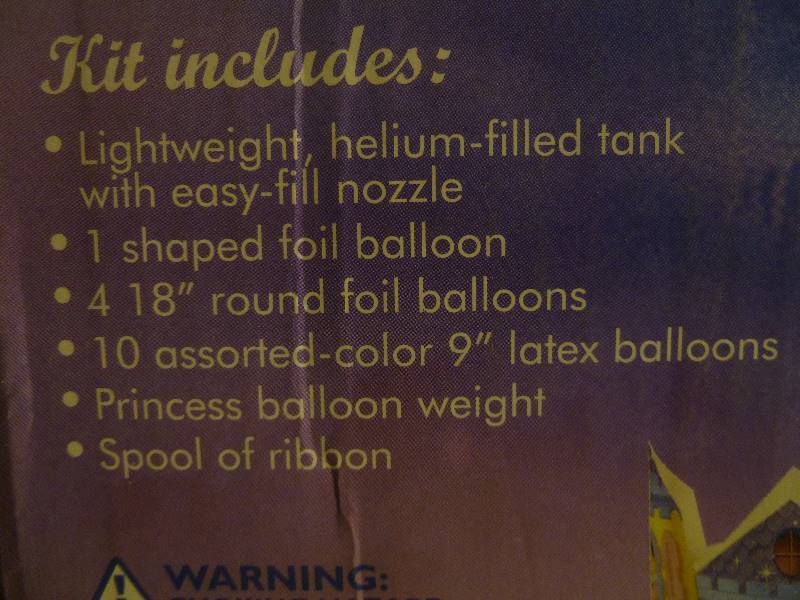 Kit includes:
• Lightweight, helium-filled tank
with easy-fill nozzle
• 1 shaped foil balloon
• 4 18” round foil balloons
• 10 assorted-color 9” latex balloons
• Princess balloon weight
• Spool of ribbon
WARNING: